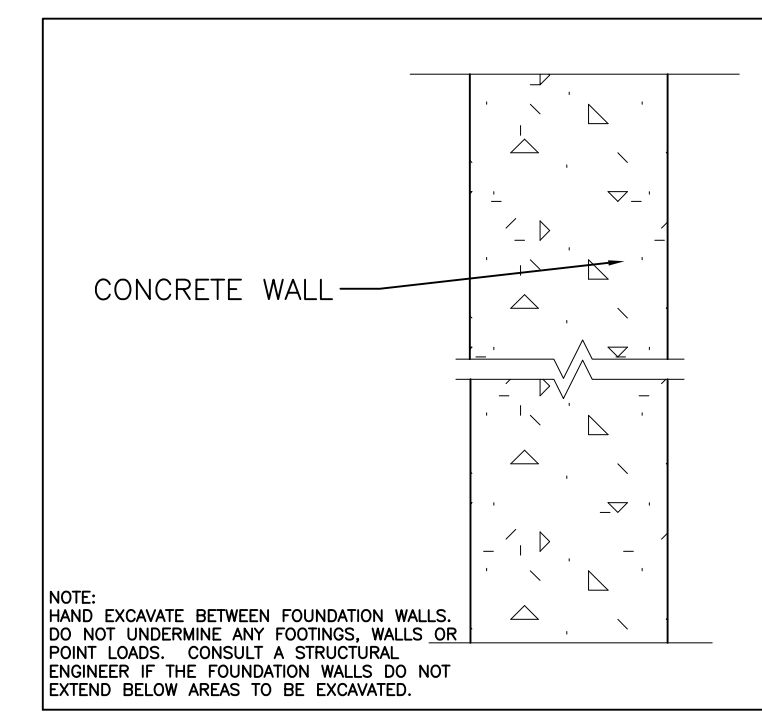 CONCRETE WALL
NOTE:
HAND EXCAVATE BETWEEN FOUNDATION WALLS.
DO NOT UNDERMINE ANY FOOTINGS, WALLS OR
POINT LOADS. CONSULT A STRUCTURAL
ENGINEER IF THE FOUNDATION WALLS DO NOT
EXTEND BELOW AREAS TO BE EXCAVATED.